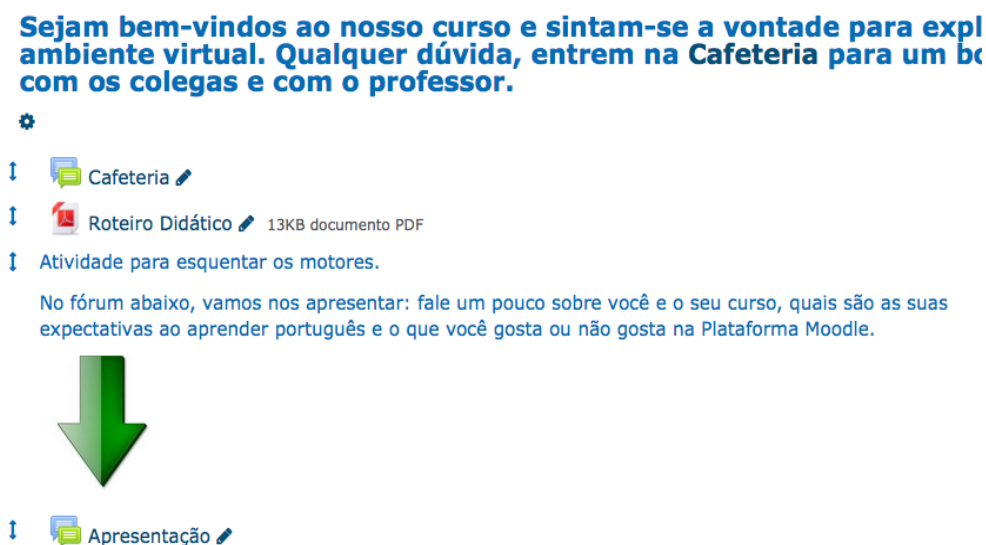 Sejam bem-vindos ao nosso curso e sintam-se a vontade para expl
ambiente virtual. Qualquer dúvida, entrem na Cafeteria para um bo
com os colegas e com o professor.
Cafeteria
Roteiro Didático 13KB documento PDF
Atividade para esquentar os motores.
No fórum abaixo, vamos nos apresentar: fale um pouco sobre você e o seu curso, quais são as suas
expectativas ao aprender português e o que você gosta ou não gosta na Plataforma Moodle.
Apresentação